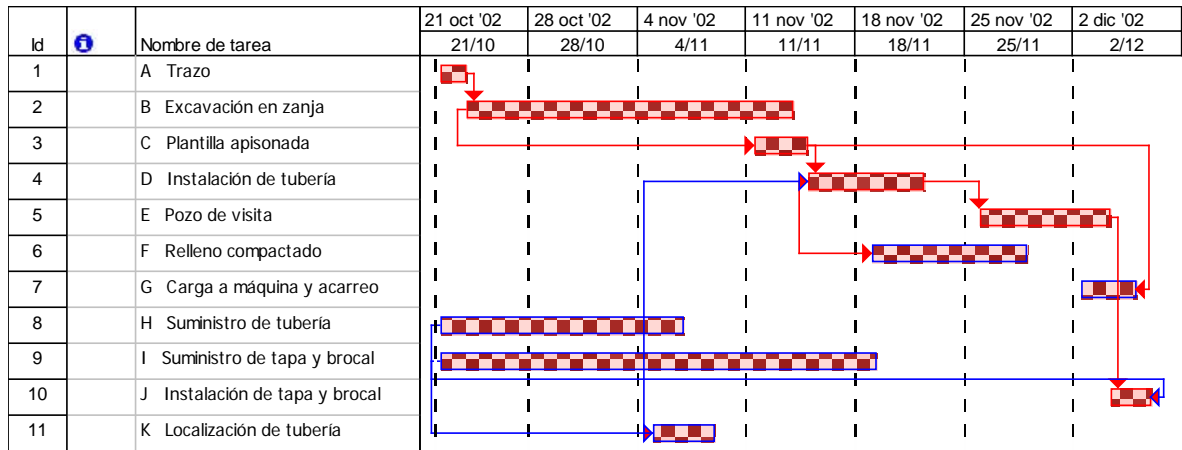 21 oct '02 28 oct '02 4 nov '02 11 nov '02 18 nov '02 25 nov '02 2 dic '02
Id Nombre de tarea 21/10 28/10 4/11 11/11 18/11 25/11 2/12
1 A Trazo
2 B Excavación en zanja
3 C Plantilla apisonada
4 D Instalación de tubería
5 E Pozo de visita
6 F Relleno compactado
7 G Carga a máquina y acarreo
8 H Suministro de tubería
9 I Suministro de tapa y brocal
10 J Instalación de tapa y brocal
11 K Localización de tubería